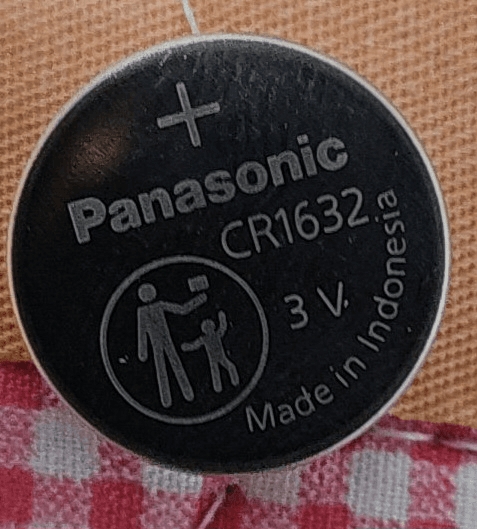 +
Panasonic
CR1632
3 V.
Made in Indonesia